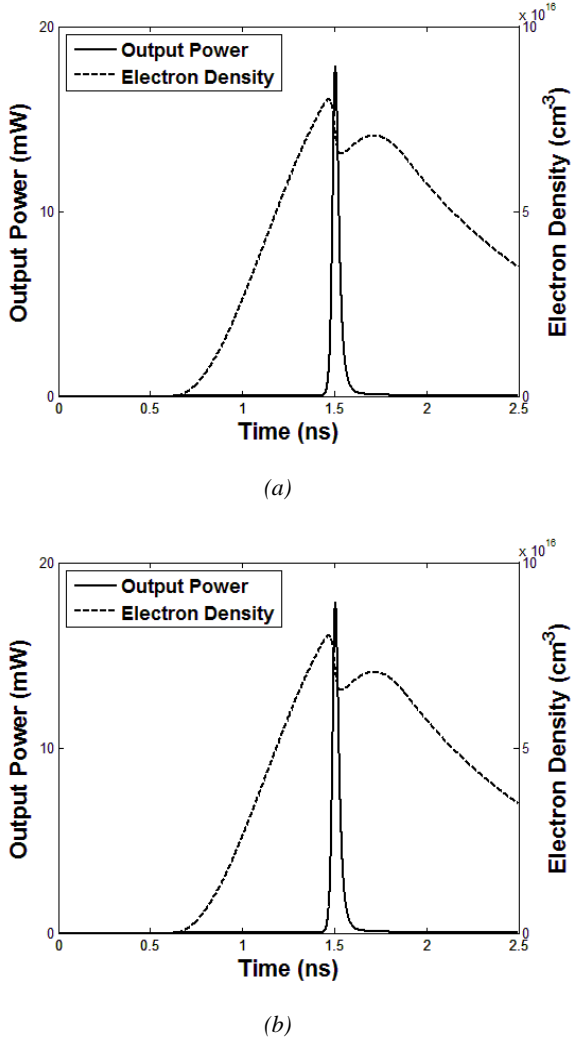 x 10^16
20
10
Output Power
Electron Density
Output Power (mW)
10
5
Electron Density (cm^-3)
0
0
0
0.5
1
1.5
2
2.5
Time (ns)
(a)
x 10^16
20
10
Output Power
Electron Density
Output Power (mW)
10
5
Electron Density (cm^-3)
0
0
0
0.5
1
1.5
2
2.5
Time (ns)
(b)